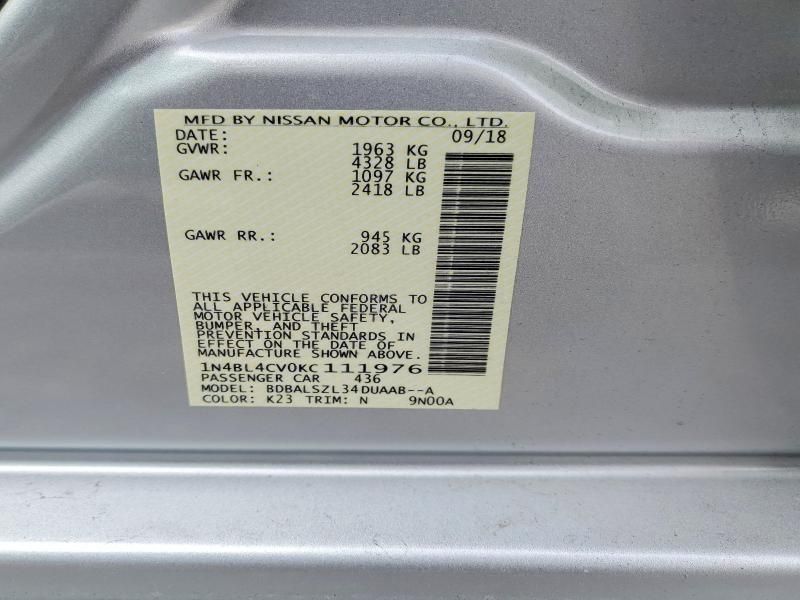 MFD BY NISSAN MOTOR CO., LTD.
DATE: 09/18
GVWR: 1963 KG
4328 LB
GAWR FR.: 1097 KG
2418 LB
GAWR RR.: 945 KG
2083 LB
THIS VEHICLE CONFORMS TO
ALL APPLICABLE FEDERAL
MOTOR VEHICLE SAFETY,
BUMPER, AND THEFT
PREVENTION STANDARDS IN
EFFECT ON THE DATE OF
MANUFACTURE SHOWN ABOVE.
1N4BL4CV0KC 111976
PASSENGER CAR 436
MODEL: BDBALSZL34DUAAB--A
COLOR: K23 TRIM: N 9N00A